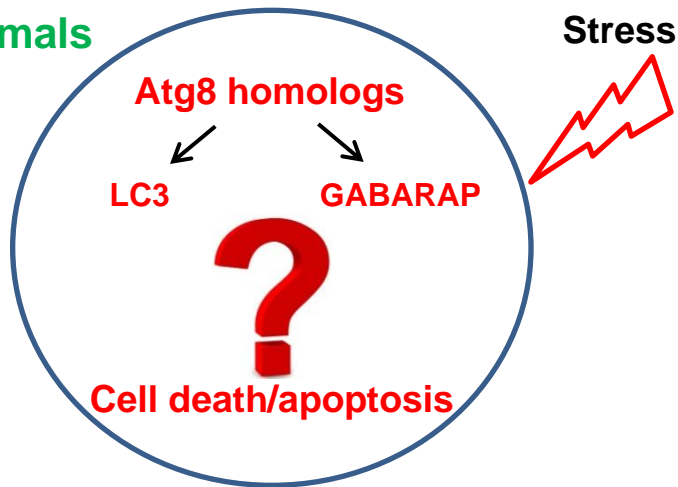 mals
Stress
Atg8 homologs
LC3 GABARAP
?
Cell death/apoptosis